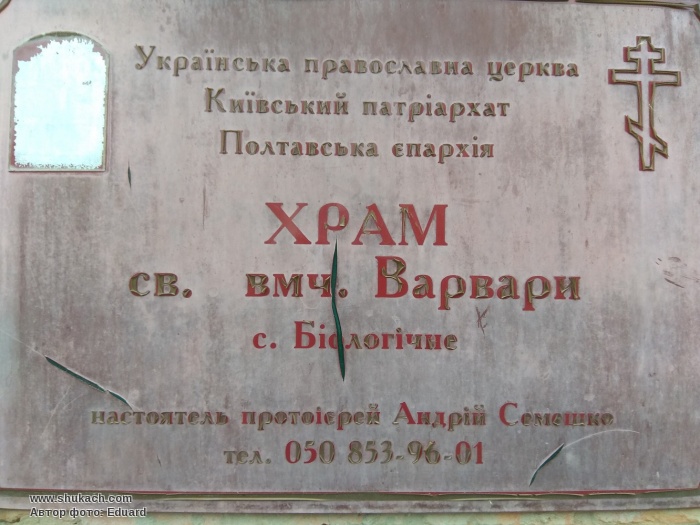 Українська православна церква
Київський патріархат
Полтавська єпархія
ХРАМ
св. вмч. Варвари
с. Біологічне
настоятель протоієрей Андрій Семешко
тел. 050 853-96-01
www.shukach.com
Автор фото: Eduard